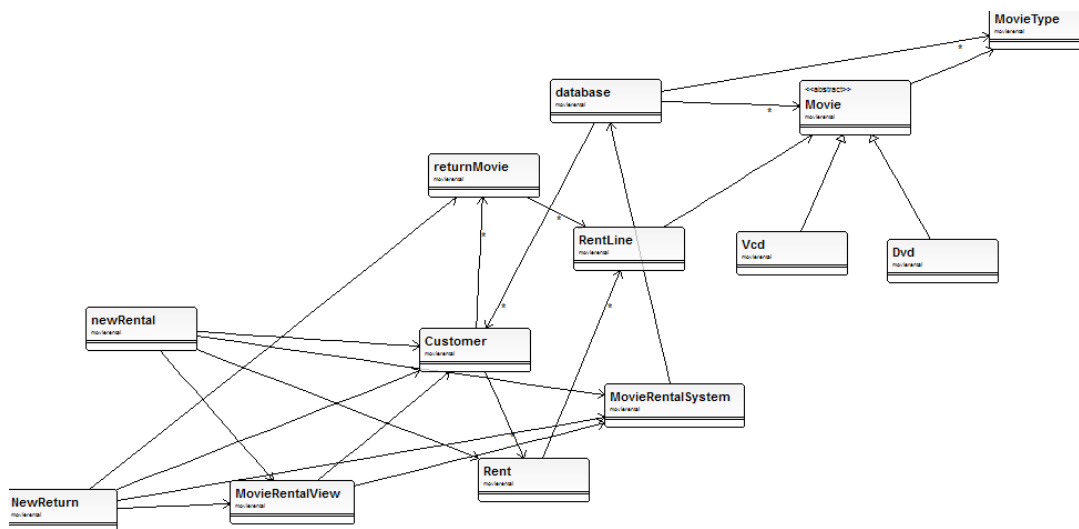 MovieType
movierental
*
database
movierental
<<abstract>>
Movie
movierental
*
returnMovie
movierental
*
RentLine
movierental
Vcd
movierental
Dvd
movierental
*
*
*
newRental
movierental
Customer
movierental
MovieRentalSystem
movierental
*
Rent
movierental
MovieRentalView
movierental
NewReturn
movierental